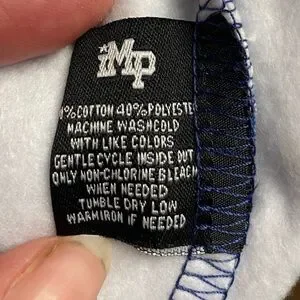 iMP
% COTTON 40% POLYESTE
MACHINE WASHCOLD
WITH LIKE COLORS
GENTLE CYCLE INSIDE OUT
ONLY NON-CHLORINE BLEACH
WHEN NEEDED
TUMBLE DRY LOW
WARMIRON IF NEEDED